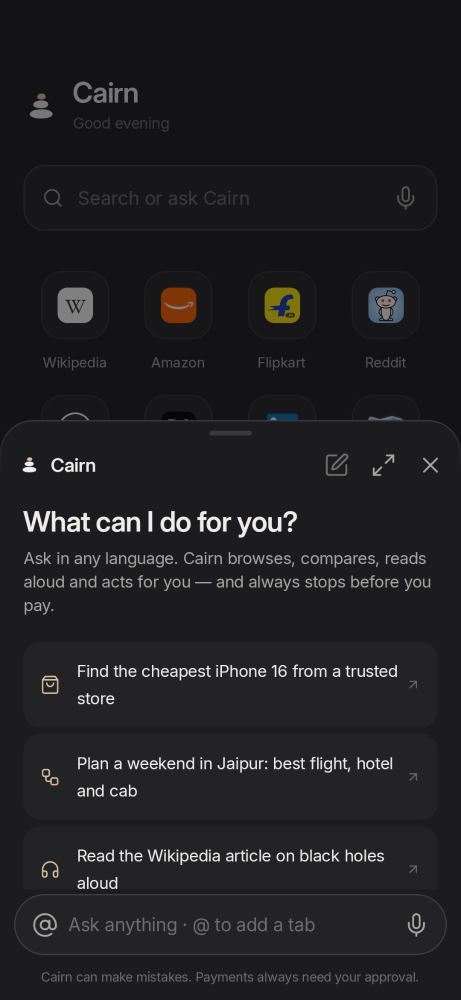 Cairn
Good evening
Search or ask Cairn
W
Wikipedia
Amazon
Flipkart
Reddit
Cairn
What can I do for you?
Ask in any language. Cairn browses, compares, reads
aloud and acts for you — and always stops before you
pay.
Find the cheapest iPhone 16 from a trusted
store
Plan a weekend in Jaipur: best flight, hotel
and cab
Read the Wikipedia article on black holes
aloud
Ask anything · @ to add a tab
Cairn can make mistakes. Payments always need your approval.